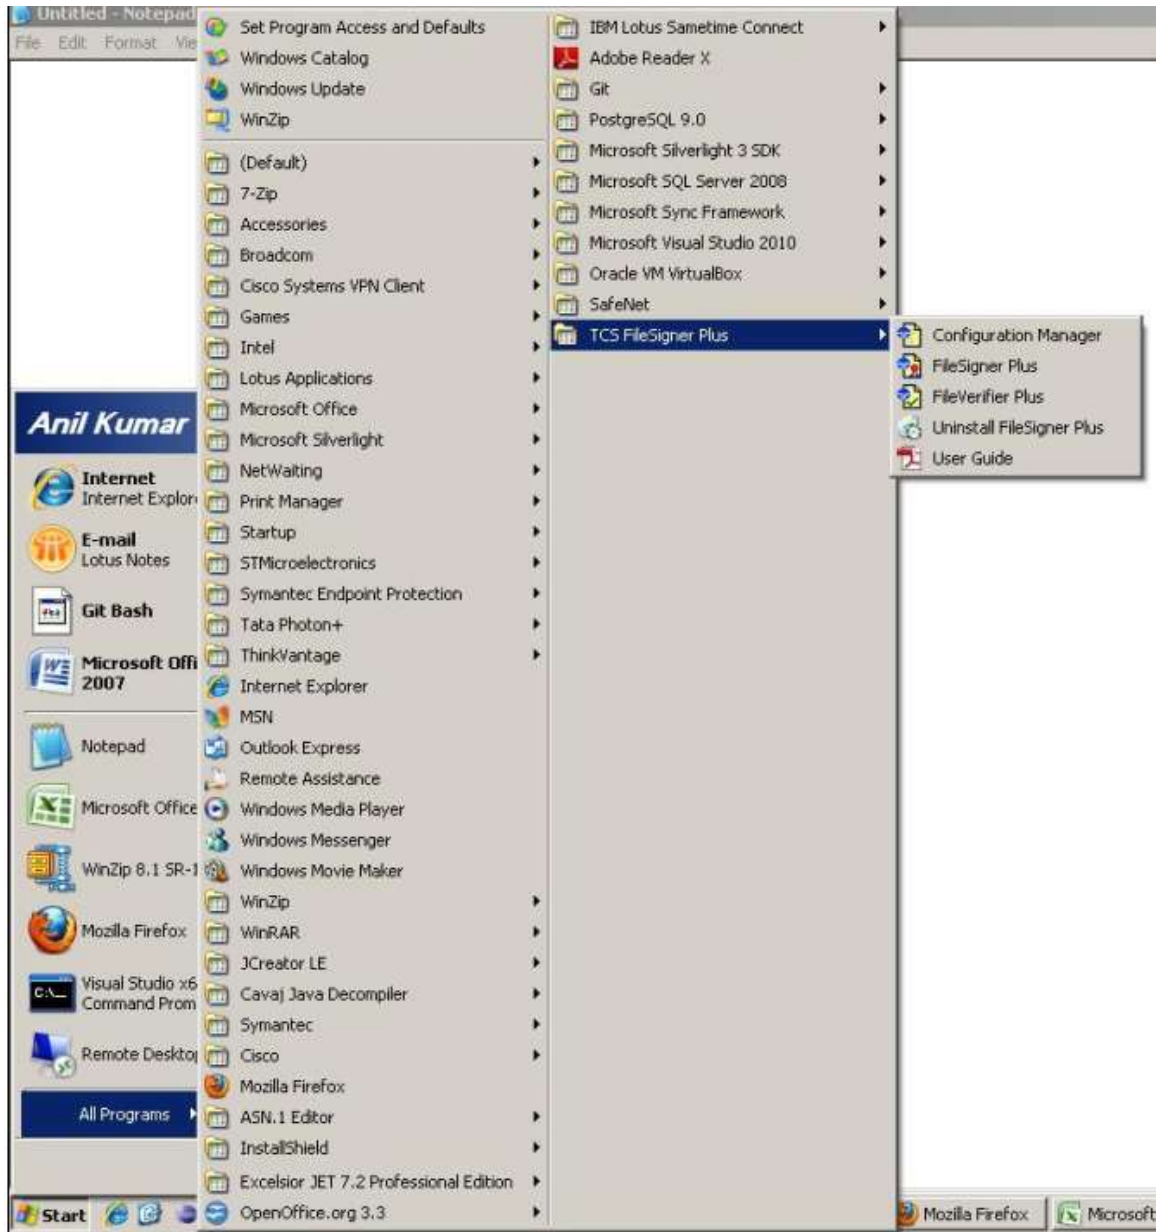 Untitled - Notepad
File Edit Format Vie
Set Program Access and Defaults
Windows Catalog
Windows Update
WinZip
(Default)
7-Zip
Accessories
Broadcom
Cisco Systems VPN Client
Games
Intel
Lotus Applications
Microsoft Office
Microsoft Silverlight
NetWaiting
Print Manager
Startup
STMicroelectronics
Symantec Endpoint Protection
Tata Photon+
ThinkVantage
Internet Explorer
MSN
Outlook Express
Remote Assistance
Windows Media Player
Windows Messenger
Windows Movie Maker
WinZip
WinRAR
JCreator LE
Cavaj Java Decompiler
Symantec
Cisco
Mozilla Firefox
ASN.1 Editor
InstallShield
Excelsior JET 7.2 Professional Edition
OpenOffice.org 3.3
IBM Lotus Sametime Connect
Adobe Reader X
Git
PostgreSQL 9.0
Microsoft Silverlight 3 SDK
Microsoft SQL Server 2008
Microsoft Sync Framework
Microsoft Visual Studio 2010
Oracle VM VirtualBox
SafeNet
TCS FileSigner Plus
Configuration Manager
FileSigner Plus
FileVerifier Plus
Uninstall FileSigner Plus
User Guide
Anil Kumar
Internet
Internet Explor
E-mail
Lotus Notes
Git Bash
Microsoft Offi
2007
Notepad
Microsoft Office
WinZip 8.1 SR-1
Mozilla Firefox
C:\_
Visual Studio x6
Command Prom
Remote Desktop
All Programs
Start
Mozilla Firefox
Microsoft